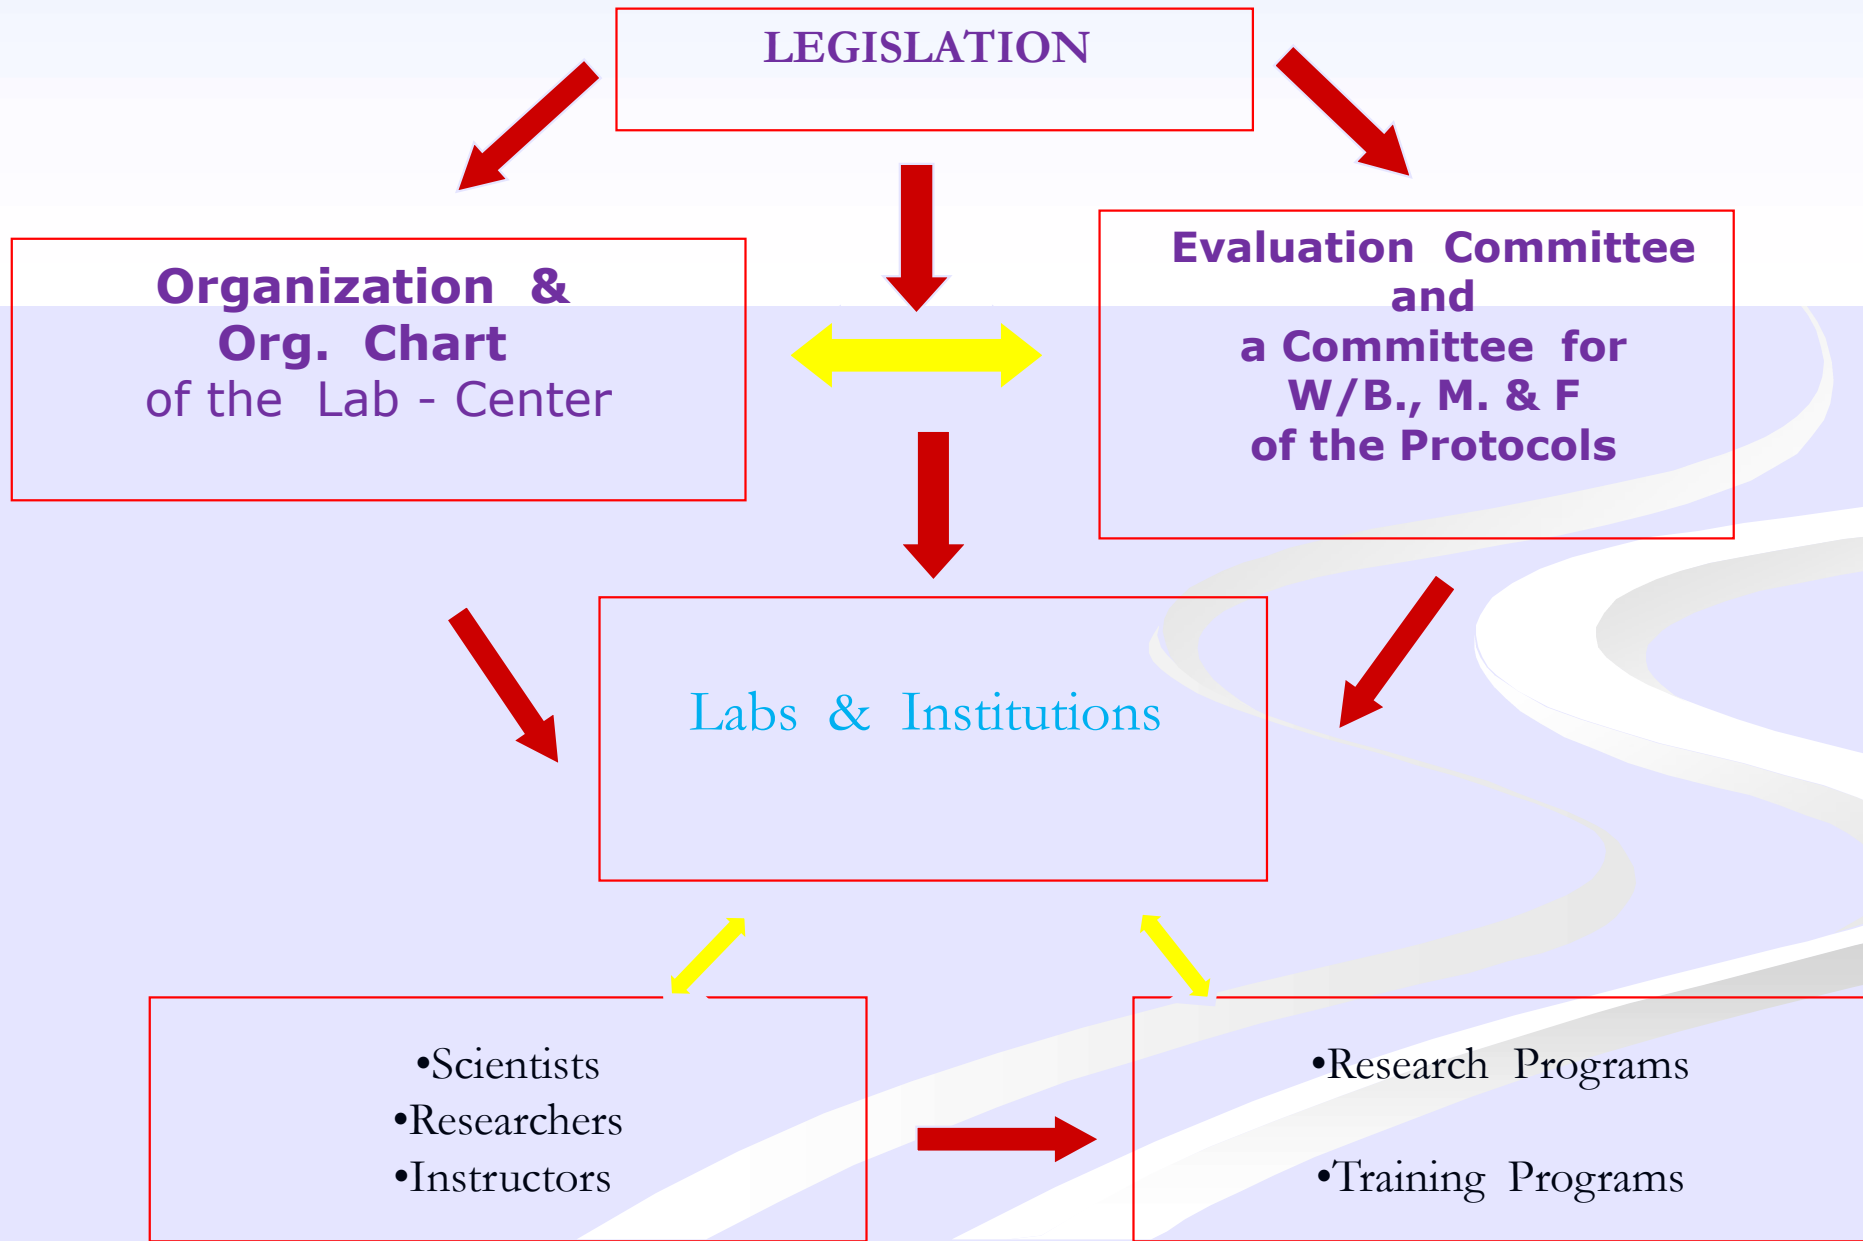 LEGISLATION
Organization &
Org. Chart
of the Lab - Center
Evaluation Committee
and
a Committee for
W/B., M. & F
of the Protocols
Labs & Institutions
•Scientists
•Researchers
•Instructors
•Research Programs
•Training Programs